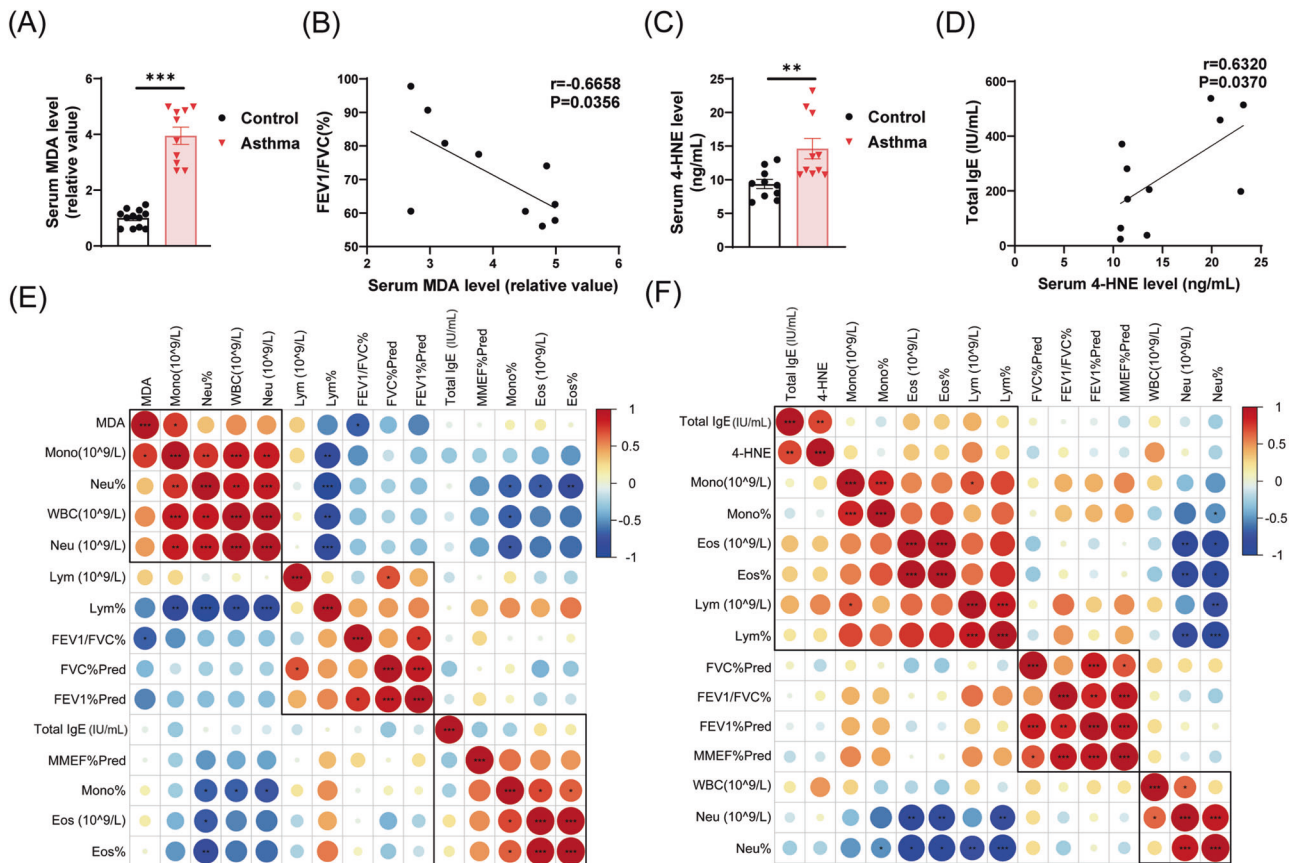 (A)
***
Serum MDA level
(relative value)
6
4
2
0
Control
Asthma
(B)
r=-0.6658
P=0.0356
FEV1/FVC(%)
100
90
80
70
60
50
2
3
4
5
6
Serum MDA level (relative value)
(C)
**
Serum 4-HNE level
(ng/mL)
25
20
15
10
5
0
Control
Asthma
(D)
r=0.6320
P=0.0370
Total IgE (IU/mL)
600
400
200
0
0
5
10
15
20
25
Serum 4-HNE level (ng/mL)
(E)
MDA
Mono(10^9/L)
Neu%
WBC(10^9/L)
Neu (10^9/L)
Lym (10^9/L)
Lym%
FEV1/FVC%
FVC%Pred
FEV1%Pred
Total IgE (IU/mL)
MMEF%Pred
Mono%
Eos (10^9/L)
Eos%
MDA
Mono(10^9/L)
Neu%
WBC(10^9/L)
Neu (10^9/L)
Lym (10^9/L)
Lym%
FEV1/FVC%
FVC%Pred
FEV1%Pred
Total IgE (IU/mL)
MMEF%Pred
Mono%
Eos (10^9/L)
Eos%
1
0.5
0
-0.5
-1
(F)
Total IgE (IU/mL)
4-HNE
Mono(10^9/L)
Mono%
Eos (10^9/L)
Eos%
Lym (10^9/L)
Lym%
FVC%Pred
FEV1/FVC%
FEV1%Pred
MMEF%Pred
WBC(10^9/L)
Neu (10^9/L)
Neu%
Total IgE (IU/mL)
4-HNE
Mono(10^9/L)
Mono%
Eos (10^9/L)
Eos%
Lym (10^9/L)
Lym%
FVC%Pred
FEV1/FVC%
FEV1%Pred
MMEF%Pred
WBC(10^9/L)
Neu (10^9/L)
Neu%
1
0.5
0
-0.5
-1